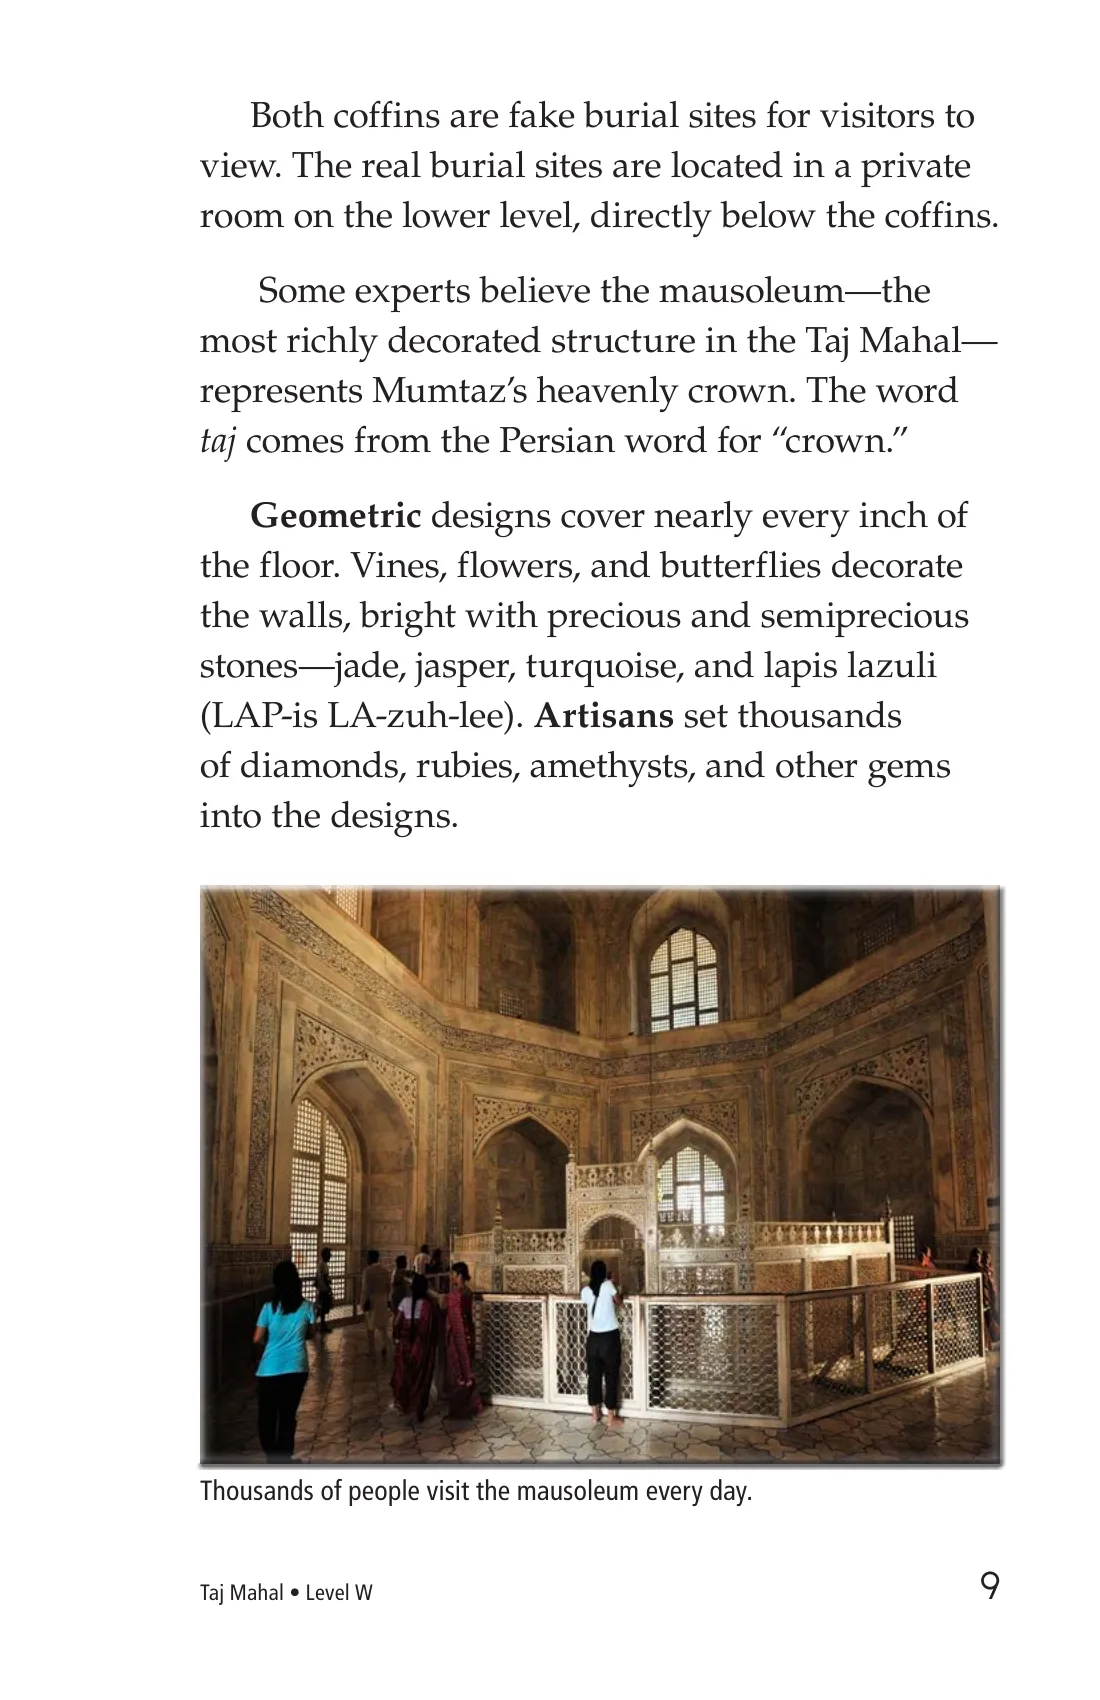 Both coffins are fake burial sites for visitors to
view. The real burial sites are located in a private
room on the lower level, directly below the coffins.
Some experts believe the mausoleum—the
most richly decorated structure in the Taj Mahal—
represents Mumtaz’s heavenly crown. The word
taj comes from the Persian word for “crown.”
Geometric designs cover nearly every inch of
the floor. Vines, flowers, and butterflies decorate
the walls, bright with precious and semiprecious
stones—jade, jasper, turquoise, and lapis lazuli
(LAP-is LA-zuh-lee). Artisans set thousands
of diamonds, rubies, amethysts, and other gems
into the designs.
Thousands of people visit the mausoleum every day.
Taj Mahal • Level W
9